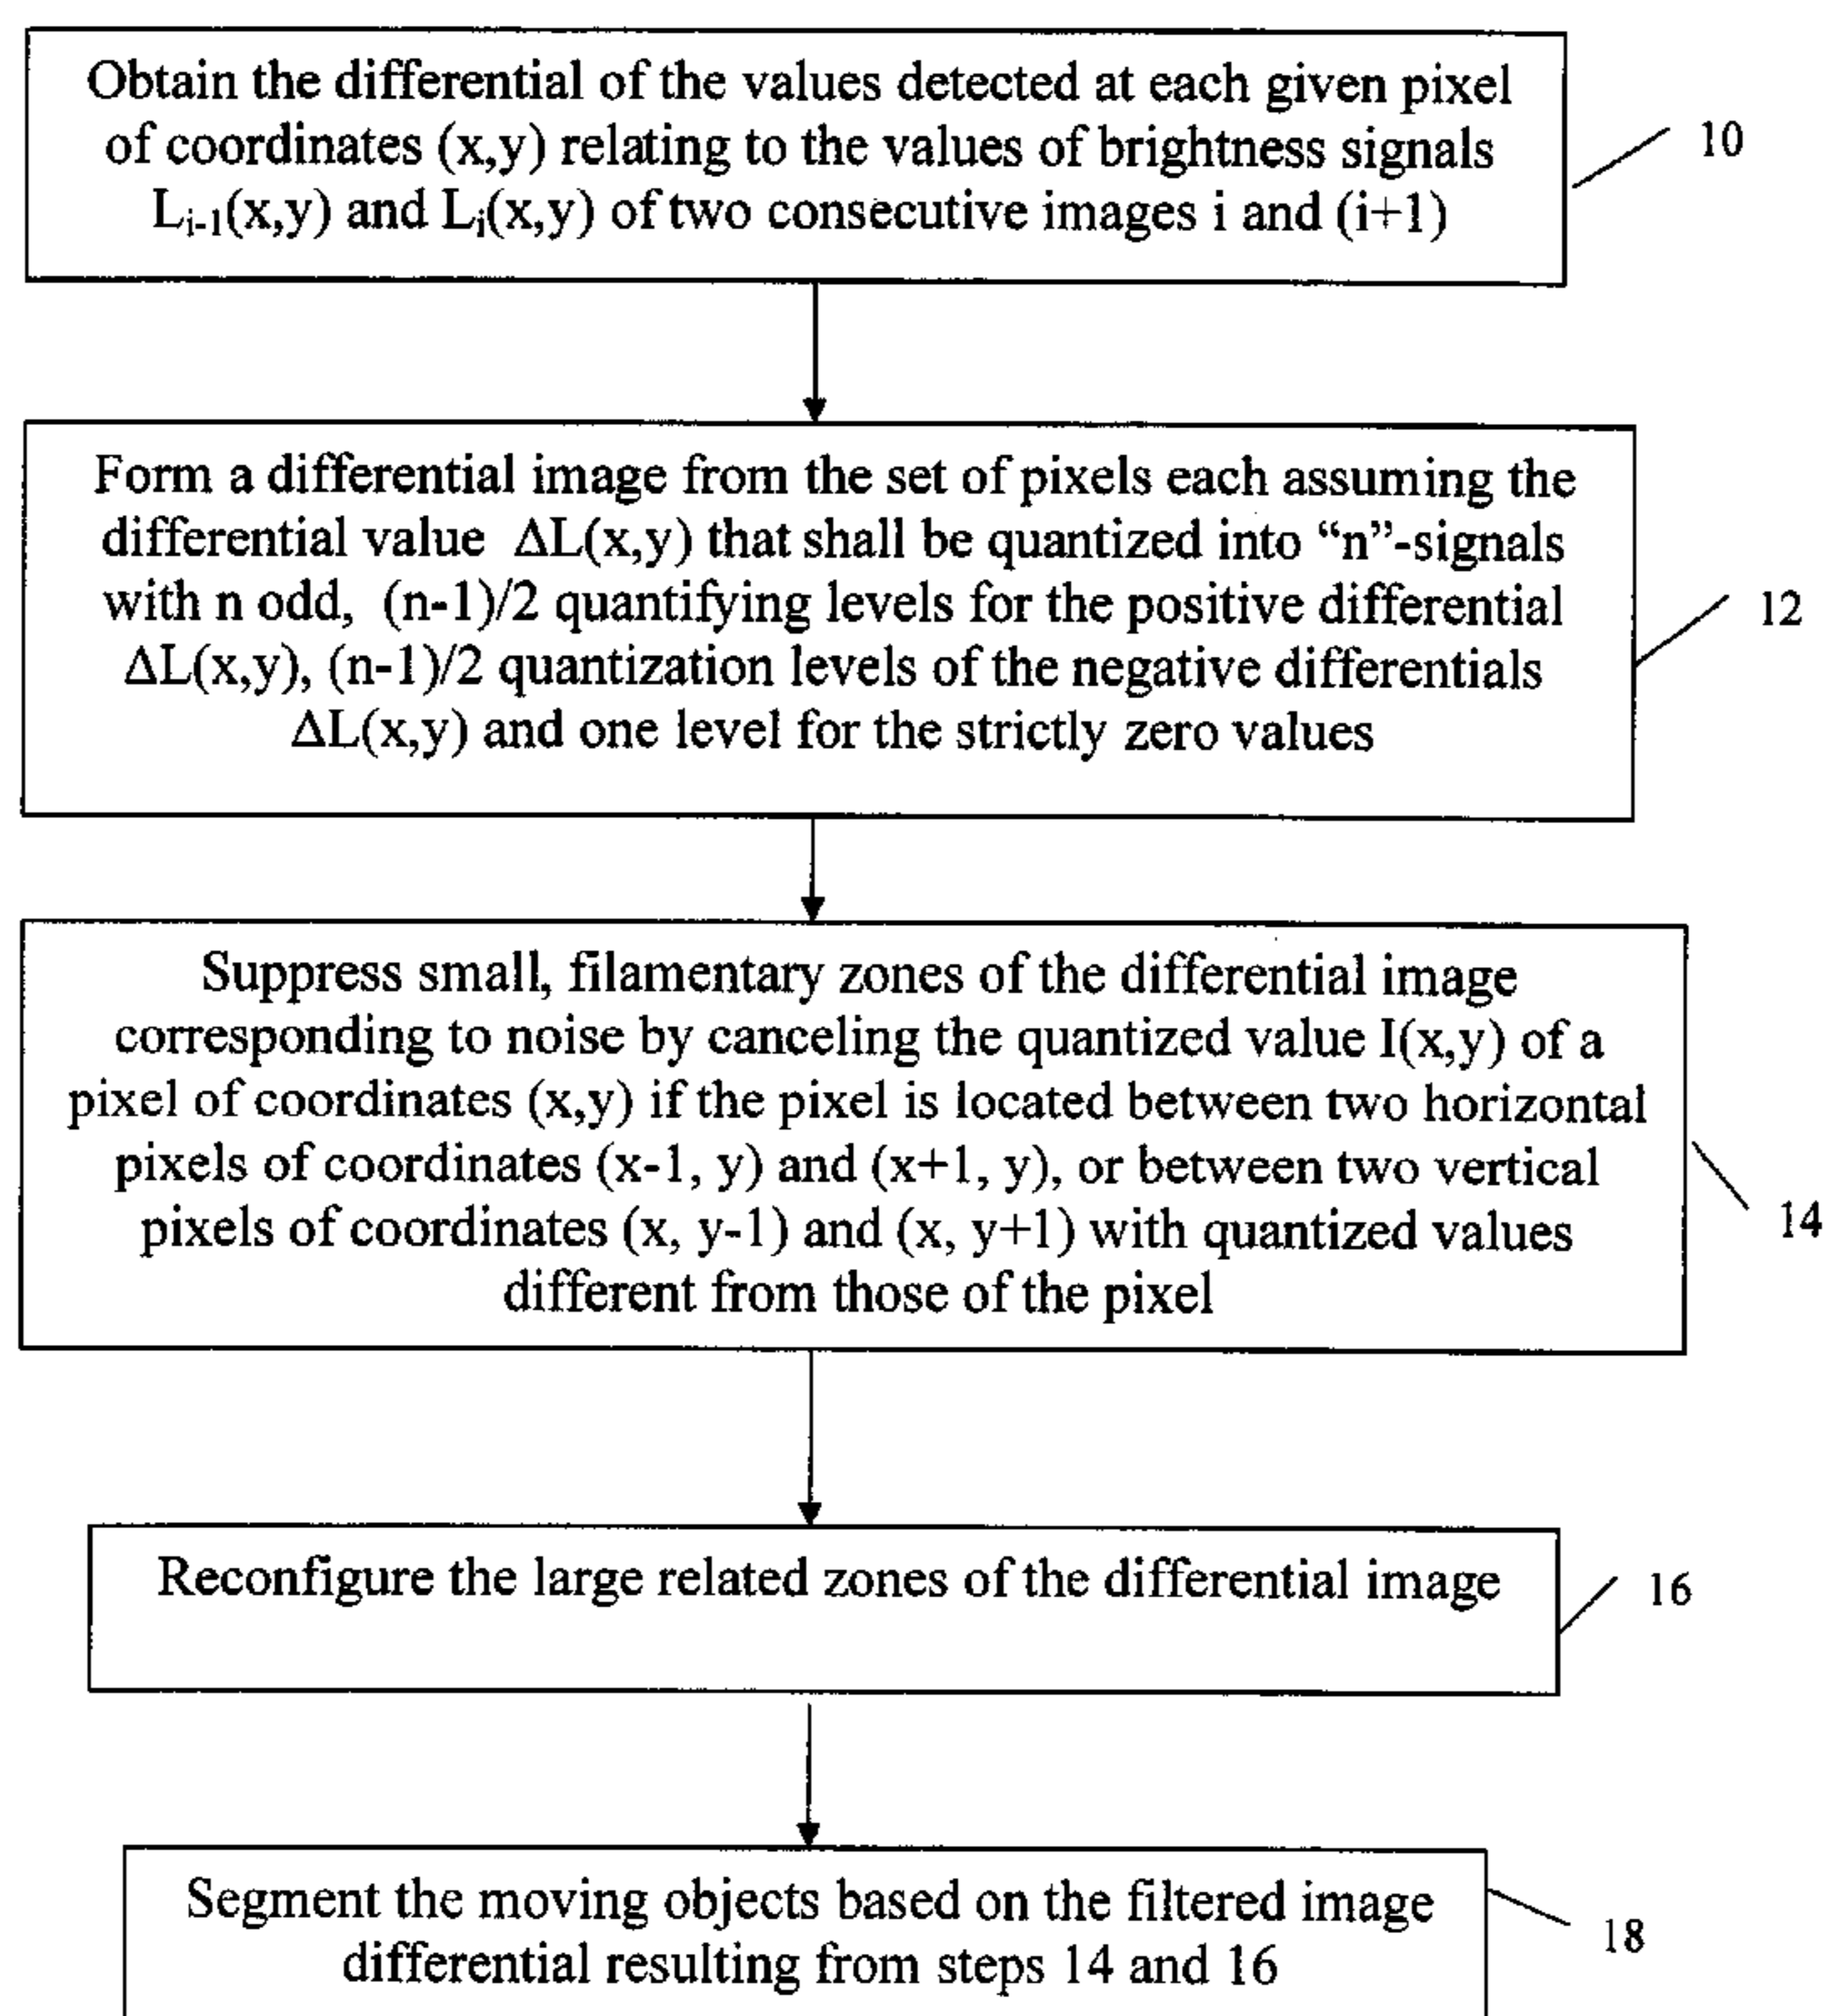 Obtain the differential of the values detected at each given pixel
of coordinates (x,y) relating to the values of brightness signals
Lᵢ₋₁(x,y) and Lᵢ(x,y) of two consecutive images i and (i+1)
10
Form a differential image from the set of pixels each assuming the
differential value ΔL(x,y) that shall be quantized into “n”-signals
with n odd, (n-1)/2 quantifying levels for the positive differential
ΔL(x,y), (n-1)/2 quantization levels of the negative differentials
ΔL(x,y) and one level for the strictly zero values
12
Suppress small, filamentary zones of the differential image
corresponding to noise by canceling the quantized value I(x,y) of a
pixel of coordinates (x,y) if the pixel is located between two horizontal
pixels of coordinates (x-1, y) and (x+1, y), or between two vertical
pixels of coordinates (x, y-1) and (x, y+1) with quantized values
different from those of the pixel
14
Reconfigure the large related zones of the differential image
16
Segment the moving objects based on the filtered image
differential resulting from steps 14 and 16
18